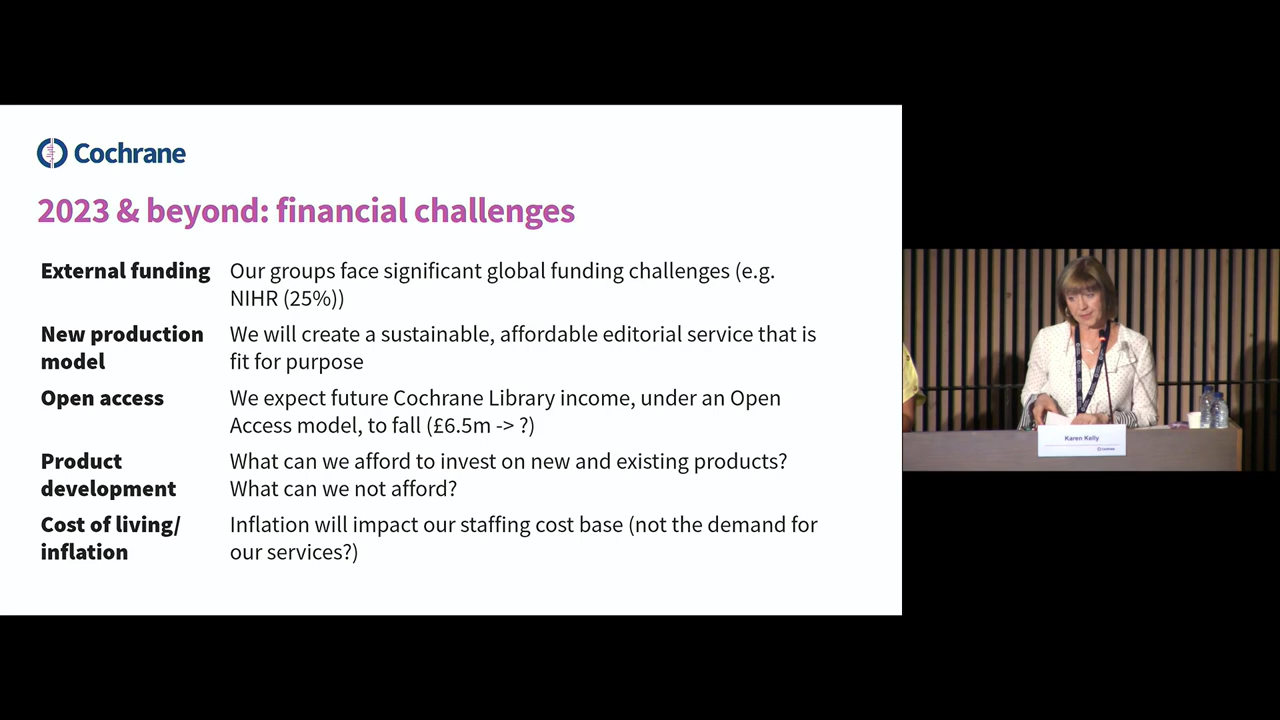 Cochrane
2023 & beyond: financial challenges
External funding
Our groups face significant global funding challenges (e.g.
NIHR (25%))
New production
model
We will create a sustainable, affordable editorial service that is
fit for purpose
Open access
We expect future Cochrane Library income, under an Open
Access model, to fall (£6.5m -> ?)
Product
development
What can we afford to invest on new and existing products?
What can we not afford?
Cost of living/
inflation
Inflation will impact our staffing cost base (not the demand for
our services?)
Karen Kelly
Cochrane